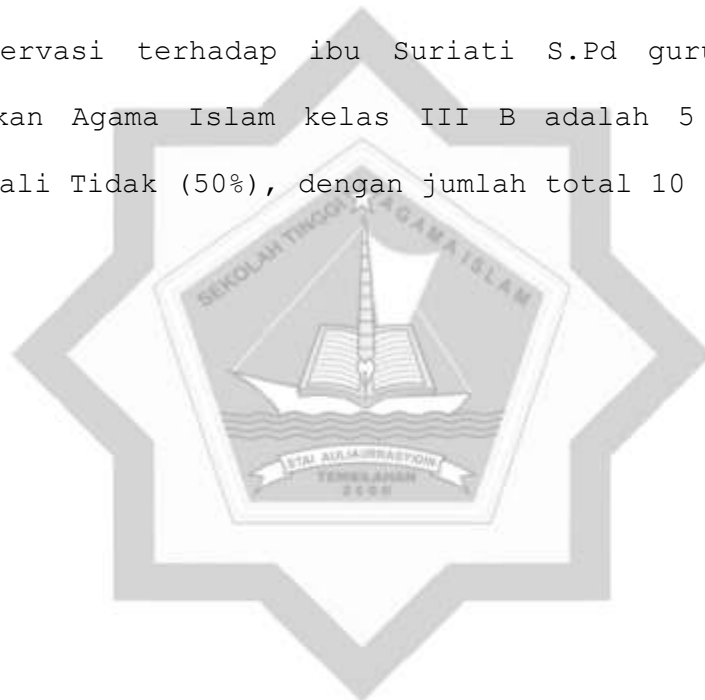 ervasi terhadap ibu Suriati S.Pd guru
kan Agama Islam kelas III B adalah 5
ali Tidak (50%), dengan jumlah total 10
SEKOLAH TINGGI AGAMA ISLAM
STAI AULIAURRASYIDIN
TEMBILAHAN